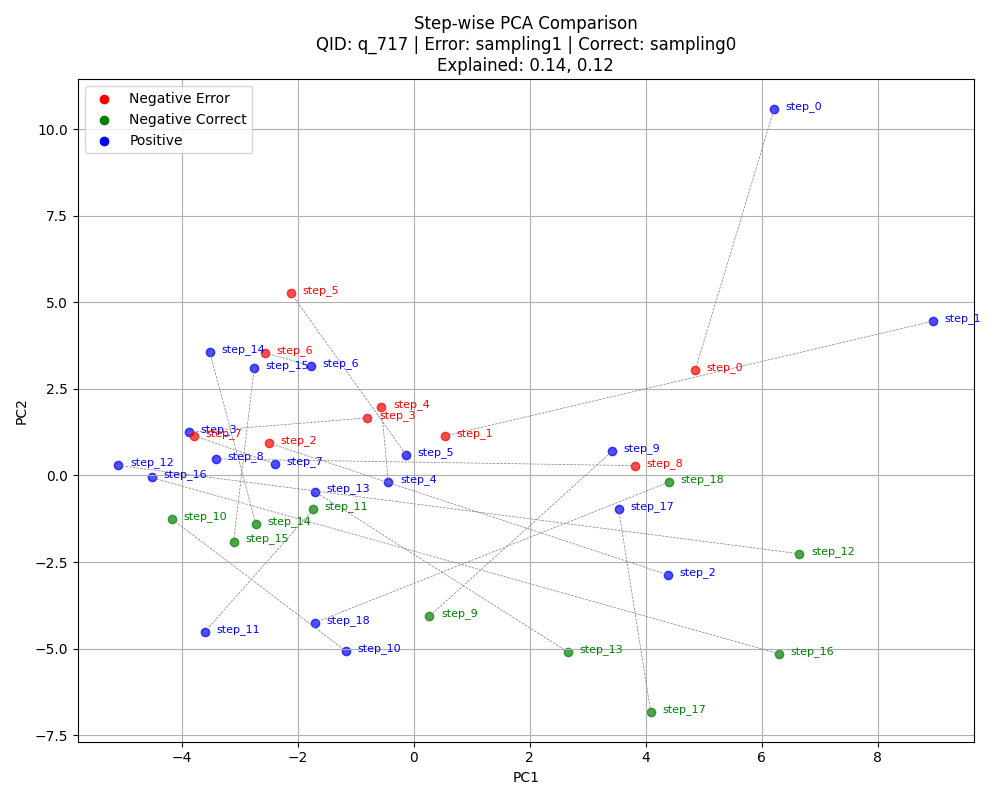 Step-wise PCA Comparison
QID: q_717 | Error: sampling1 | Correct: sampling0
Explained: 0.14, 0.12
Negative Error
Negative Correct
Positive
step_0
step_1
step_5
step_14
step_6
step_15
step_6
step_0
step_4
step_3
step_3
step_7
step_1
step_2
step_5
step_9
step_12
step_8
step_7
step_8
step_16
step_4
step_18
step_13
step_11
step_17
step_10
step_14
step_15
step_12
step_2
step_9
step_18
step_11
step_10
step_13
step_16
step_17
10.0
7.5
5.0
2.5
0.0
−2.5
−5.0
−7.5
PC2
−4
−2
0
2
4
6
8
PC1